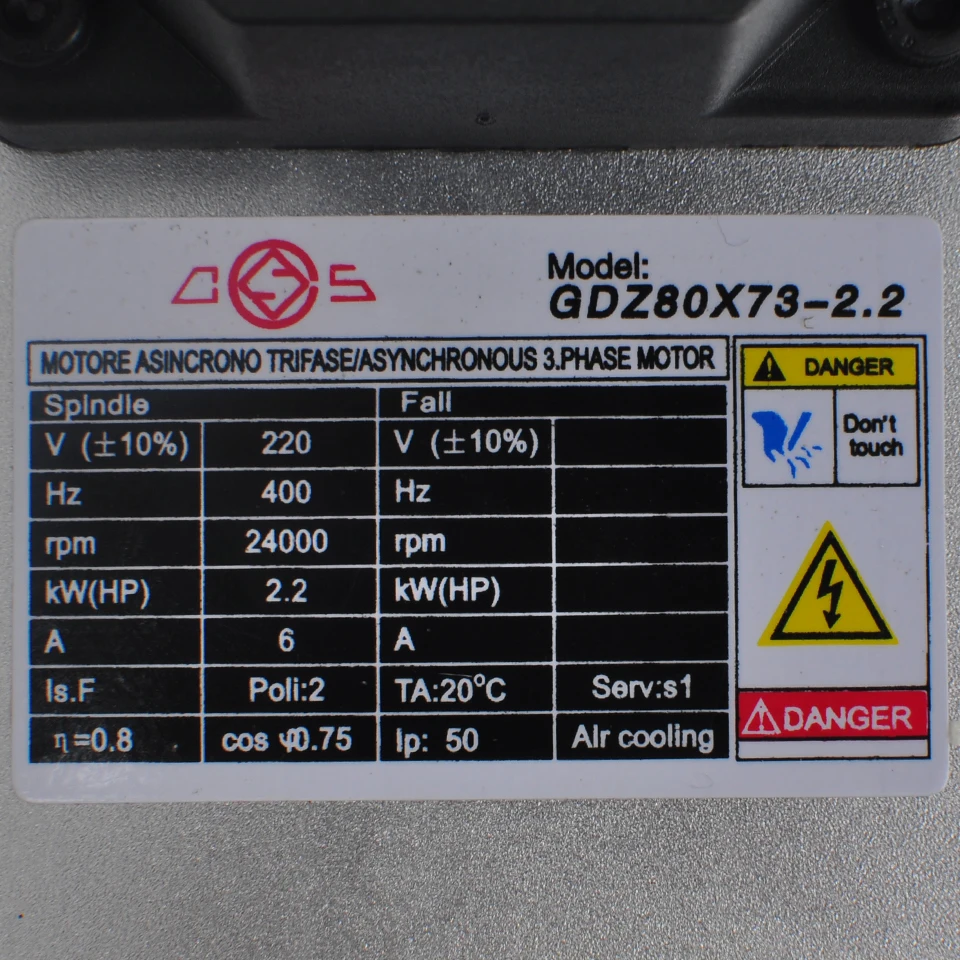 Model:
GDZ80X73-2.2
MOTORE ASINCRONO TRIFASE/ASYNCHRONOUS 3.PHASE MOTOR
DANGER
Spindle Fall
V (±10%) 220 V (±10%)
Don't
touch
Hz 400 Hz
rpm 24000 rpm
kW(HP) 2.2 kW(HP)
A 6 A
Is.F Poli:2 TA:20°C Serv:s1
DANGER
η=0.8 cos φ0.75 Ip: 50 Air cooling